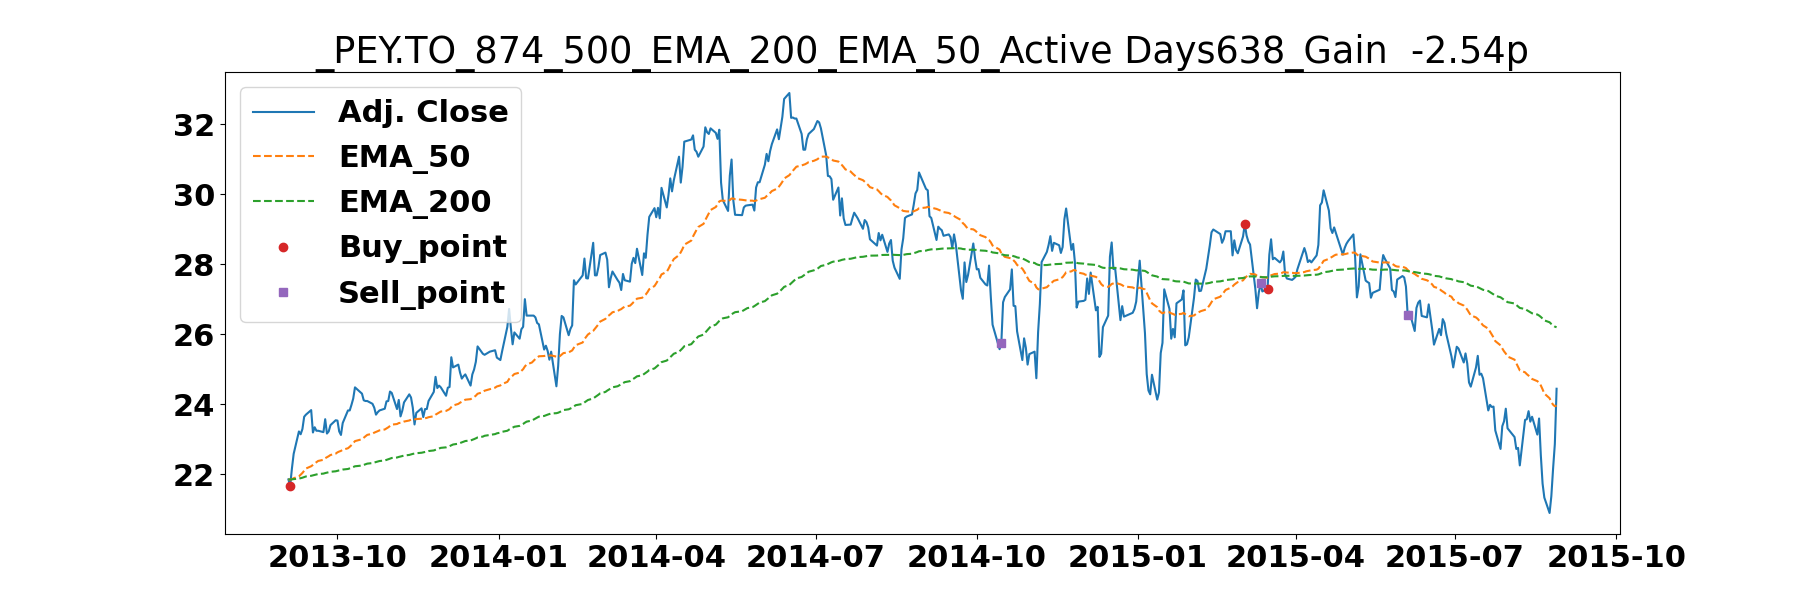 _PEY.TO_874_500_EMA_200_EMA_50_Active Days638_Gain  -2.54p
Adj. Close
EMA_50
EMA_200
Buy_point
Sell_point
32
30
28
26
24
22
2013-10 2014-01 2014-04 2014-07 2014-10 2015-01 2015-04 2015-07 2015-10